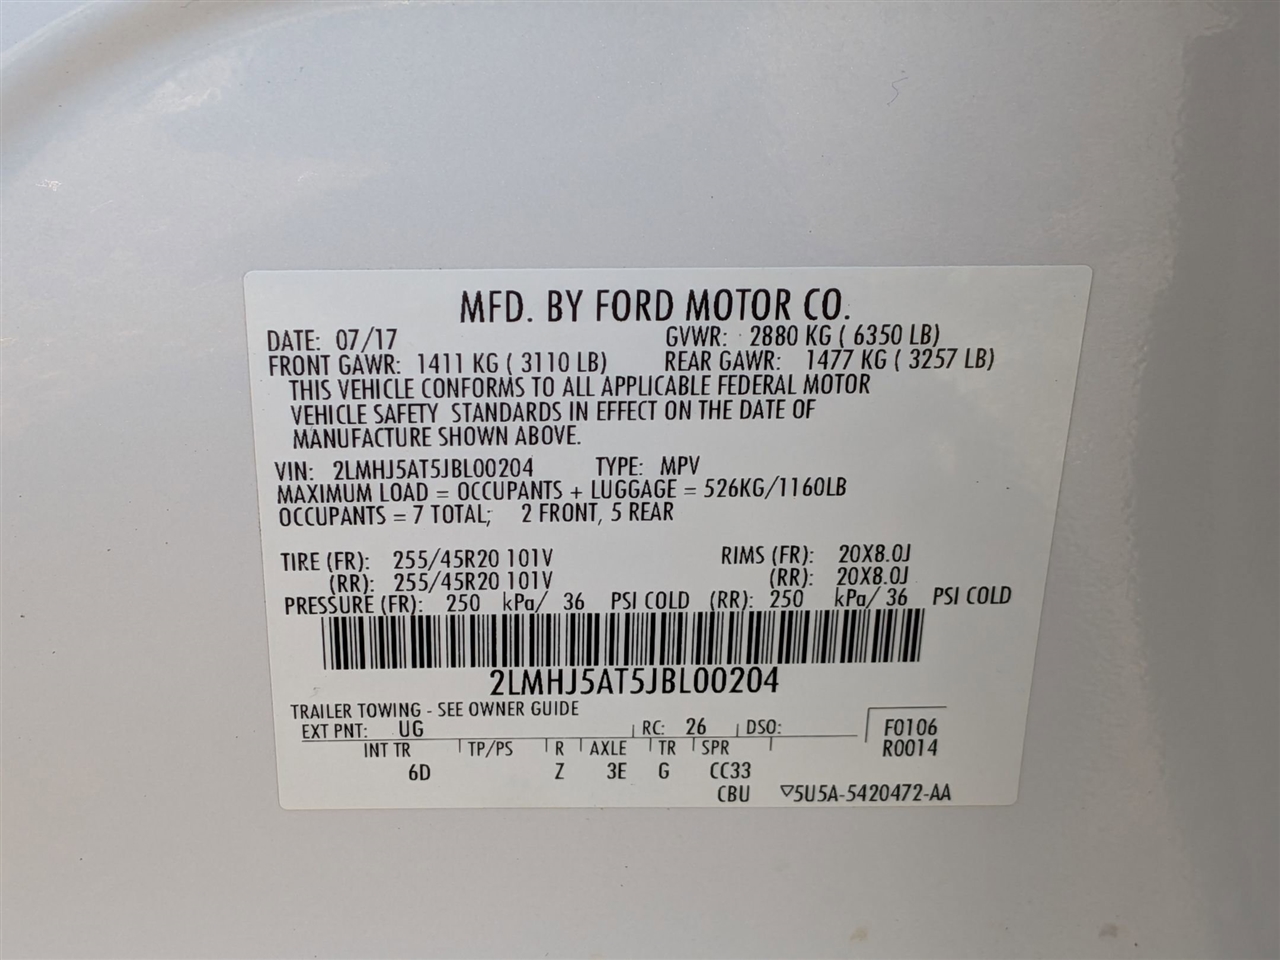 MFD. BY FORD MOTOR CO.
DATE: 07/17 GVWR: 2880 KG ( 6350 LB)
FRONT GAWR: 1411 KG ( 3110 LB) REAR GAWR: 1477 KG ( 3257 LB)
THIS VEHICLE CONFORMS TO ALL APPLICABLE FEDERAL MOTOR
VEHICLE SAFETY STANDARDS IN EFFECT ON THE DATE OF
MANUFACTURE SHOWN ABOVE.
VIN: 2LMHJ5AT5JBL00204 TYPE: MPV
MAXIMUM LOAD = OCCUPANTS + LUGGAGE = 526KG/1160LB
OCCUPANTS = 7 TOTAL; 2 FRONT, 5 REAR
TIRE (FR): 255/45R20 101V RIMS (FR): 20X8.0J
(RR): 255/45R20 101V (RR): 20X8.0J
PRESSURE (FR): 250 kPa/ 36 PSI COLD (RR): 250 kPa/ 36 PSI COLD
2LMHJ5AT5JBL00204
TRAILER TOWING - SEE OWNER GUIDE
EXT PNT: UG RC: 26 DSO: F0106
INT TR TP/PS R AXLE TR SPR R0014
6D Z 3E G CC33
CBU ▽5U5A-5420472-AA